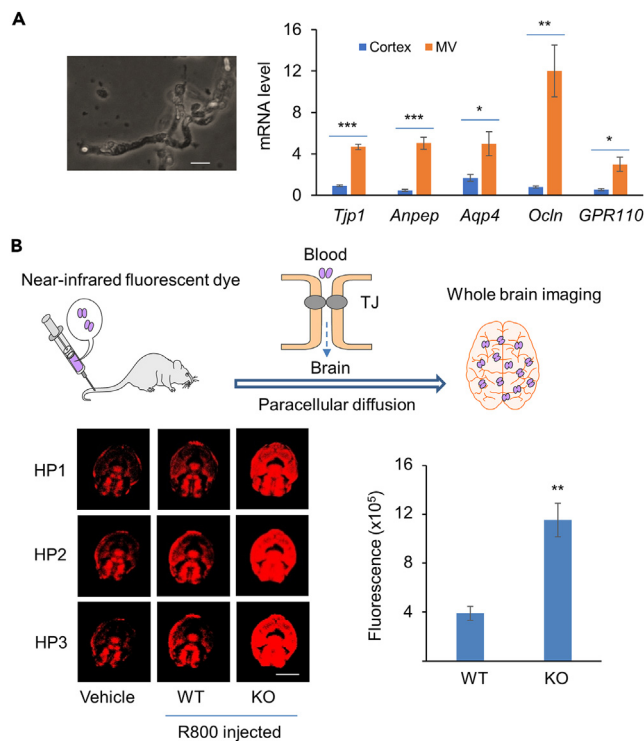 A
Cortex
MV
mRNA level
16
12
8
4
0
***
***
*
**
*
Tjp1
Anpep
Aqp4
Ocln
GPR110
B
Near-infrared fluorescent dye
Blood
TJ
Brain
Whole brain imaging
Paracellular diffusion
HP1
HP2
HP3
Vehicle
WT
KO
R800 injected
Fluorescence (x10⁵)
16
12
8
4
**
WT
KO